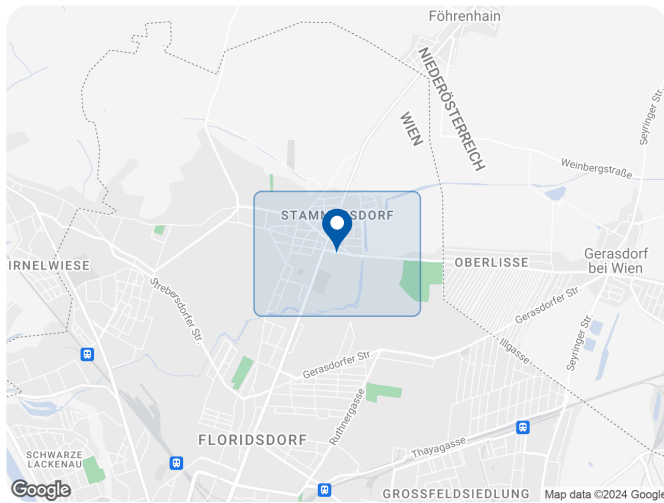 Föhrenhain
NIEDERÖSTERREICH
WIEN
Seyringer Str.
Weinbergstraße
Gerasdorf
bei Wien
OBERLISSE
IRNELWIESE
Strebersdorfer Str.
Gerasdorfer Str.
Illgasse
Seyringer Str.
Gerasdorfer Str.
Ruthnergasse
FLORIDSDORF
Thayagasse
SCHWARZE
LACKENAU
GROSSFELDSIEDLUNG
Google
Map data ©2024 Google